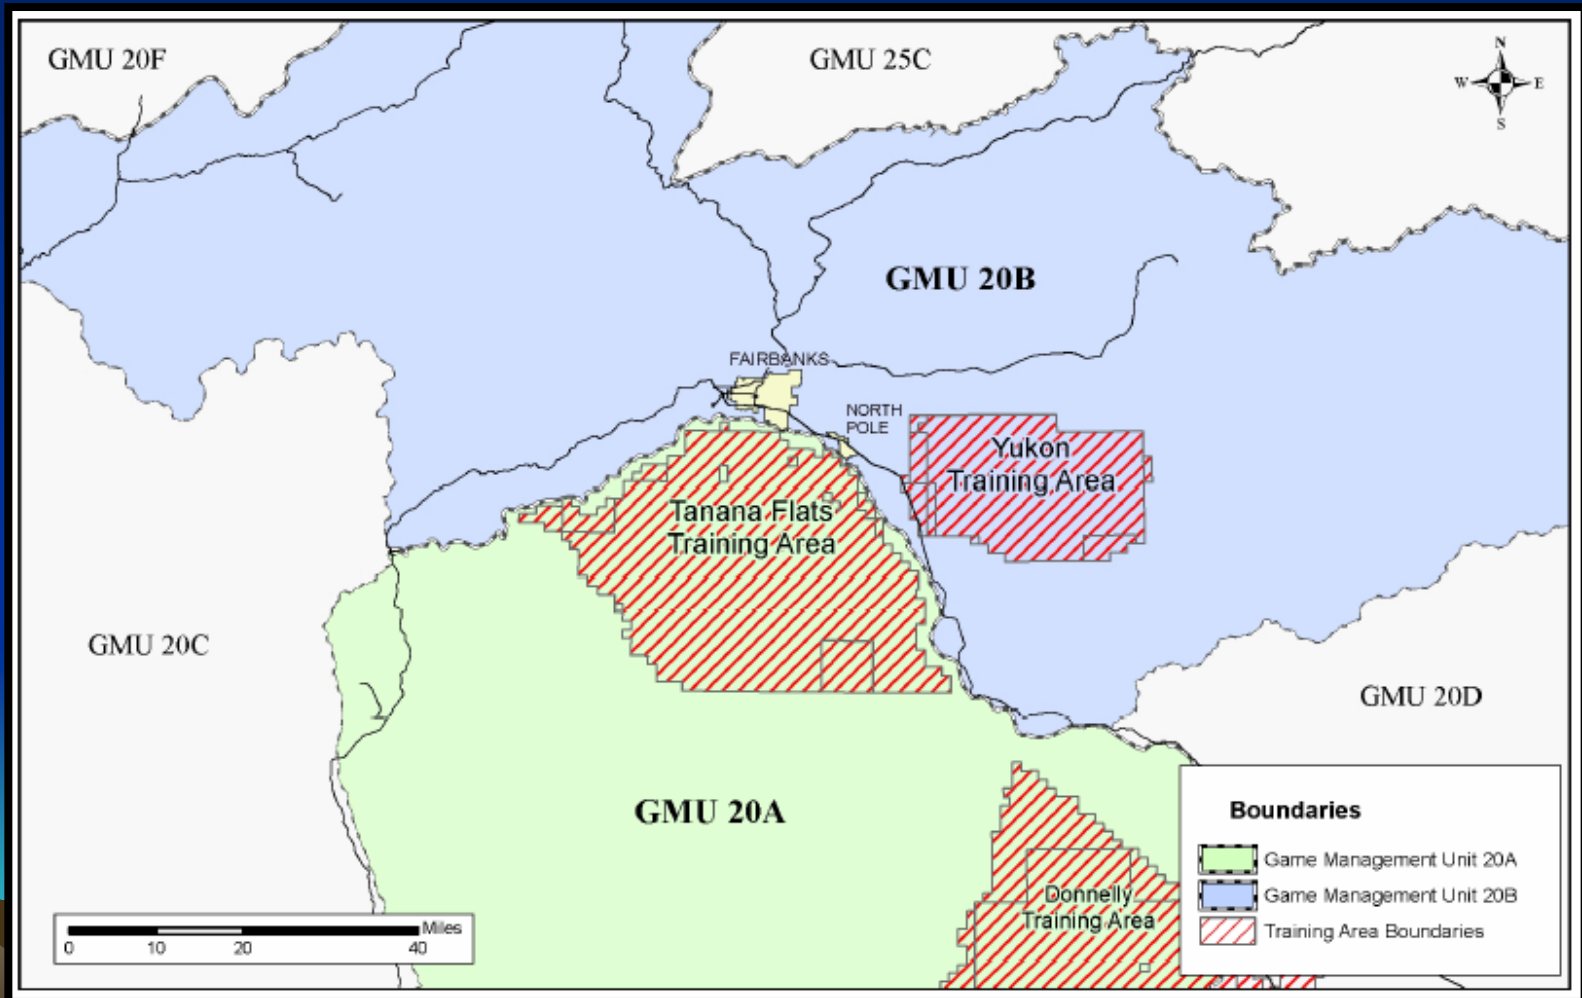 GMU 20F
GMU 25C
N
W E
S
GMU 20B
FAIRBANKS
NORTH
POLE
Yukon
Training Area
Tanana Flats
Training Area
GMU 20C
GMU 20D
GMU 20A
Donnelly
Training Area
Boundaries
Game Management Unit 20A
Game Management Unit 20B
Training Area Boundaries
Miles
0 10 20 40